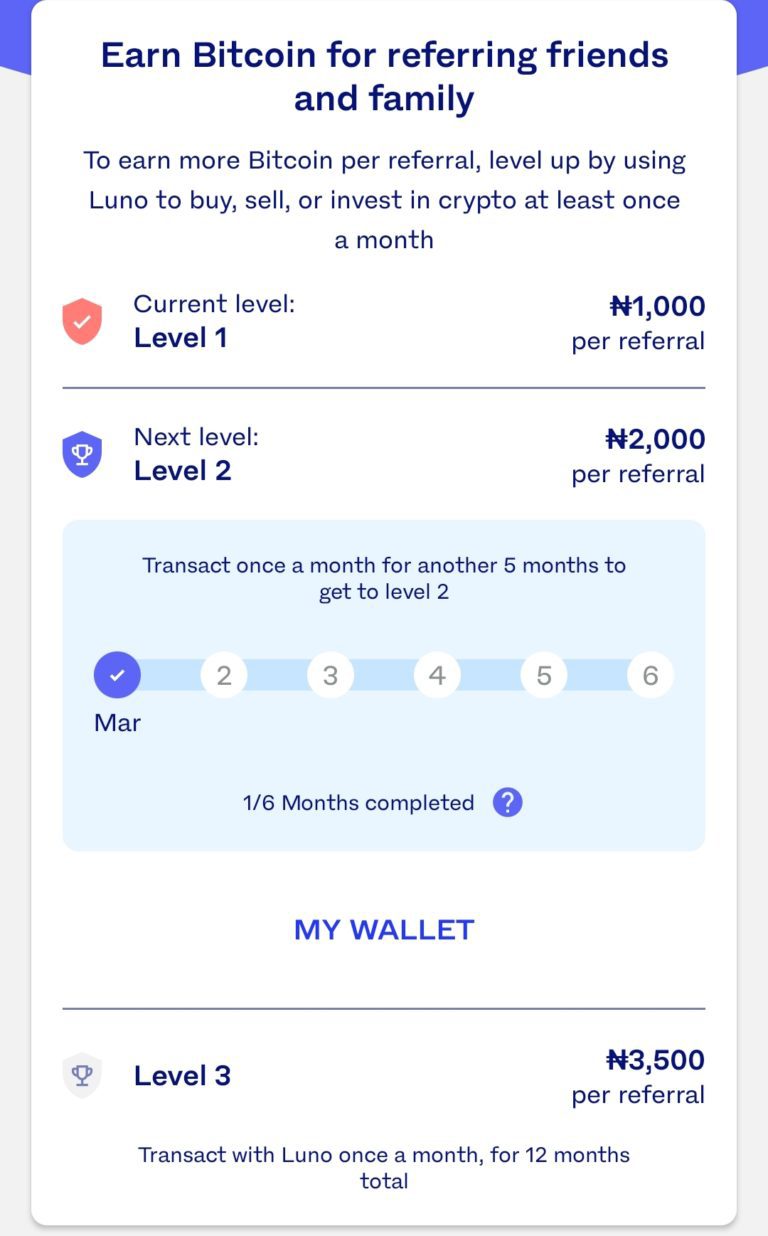 Earn Bitcoin for referring friends
and family
To earn more Bitcoin per referral, level up by using
Luno to buy, sell, or invest in crypto at least once
a month
Current level:
Level 1
₦1,000
per referral
Next level:
Level 2
₦2,000
per referral
Transact once a month for another 5 months to
get to level 2
2 3 4 5 6
Mar
1/6 Months completed ?
MY WALLET
Level 3
₦3,500
per referral
Transact with Luno once a month, for 12 months
total